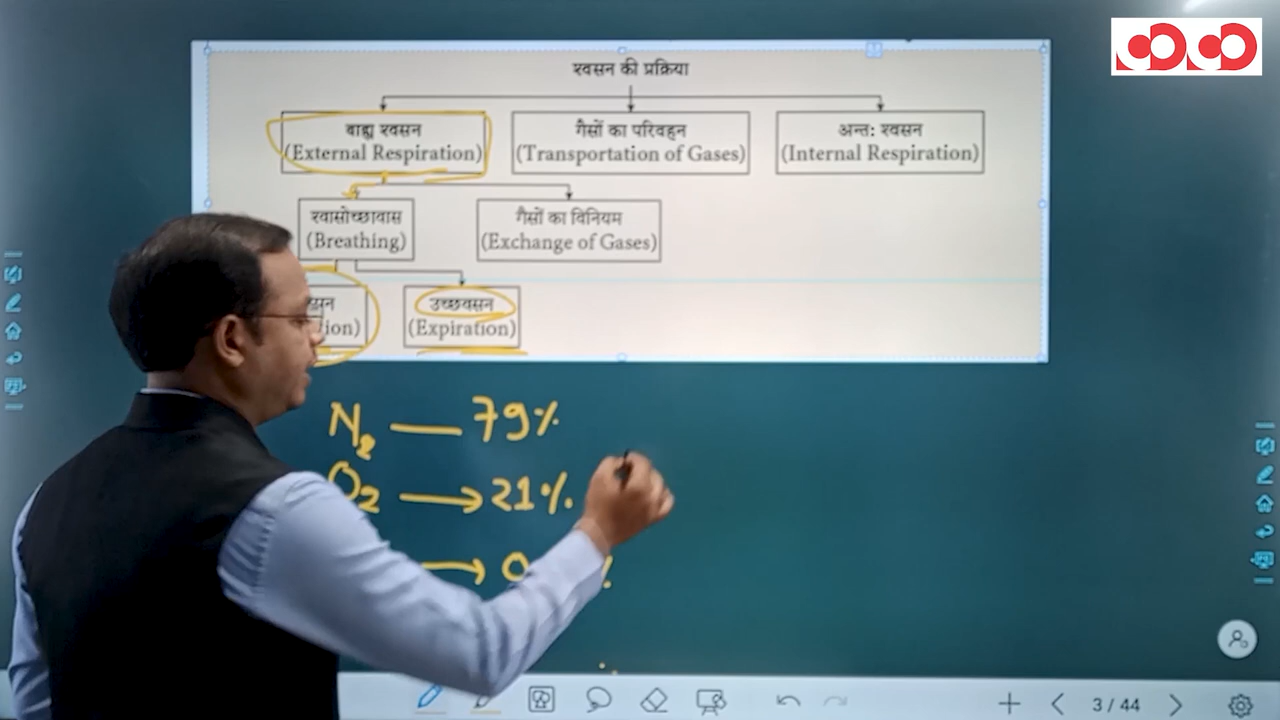 श्वसन की प्रक्रिया
बाह्य श्वसन
(External Respiration)
गैसों का परिवहन
(Transportation of Gases)
अन्त: श्वसन
(Internal Respiration)
श्वासोच्छावास
(Breathing)
गैसों का विनियम
(Exchange of Gases)
उच्छवसन
(Expiration)
N2 — 79%
O2 → 21%
3 / 44